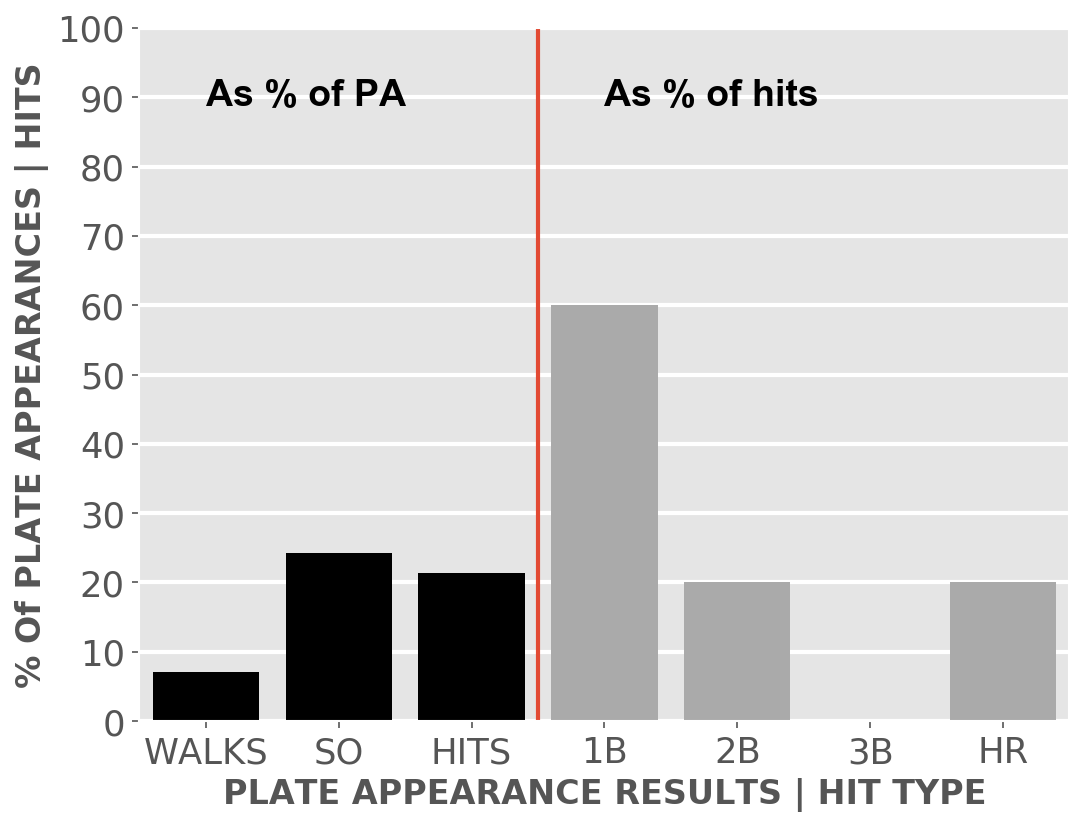 % Of PLATE APPEARANCES | HITS
100
90
80
70
60
50
40
30
20
10
0
As % of PA
As % of hits
WALKS SO HITS 1B 2B 3B HR
PLATE APPEARANCE RESULTS | HIT TYPE